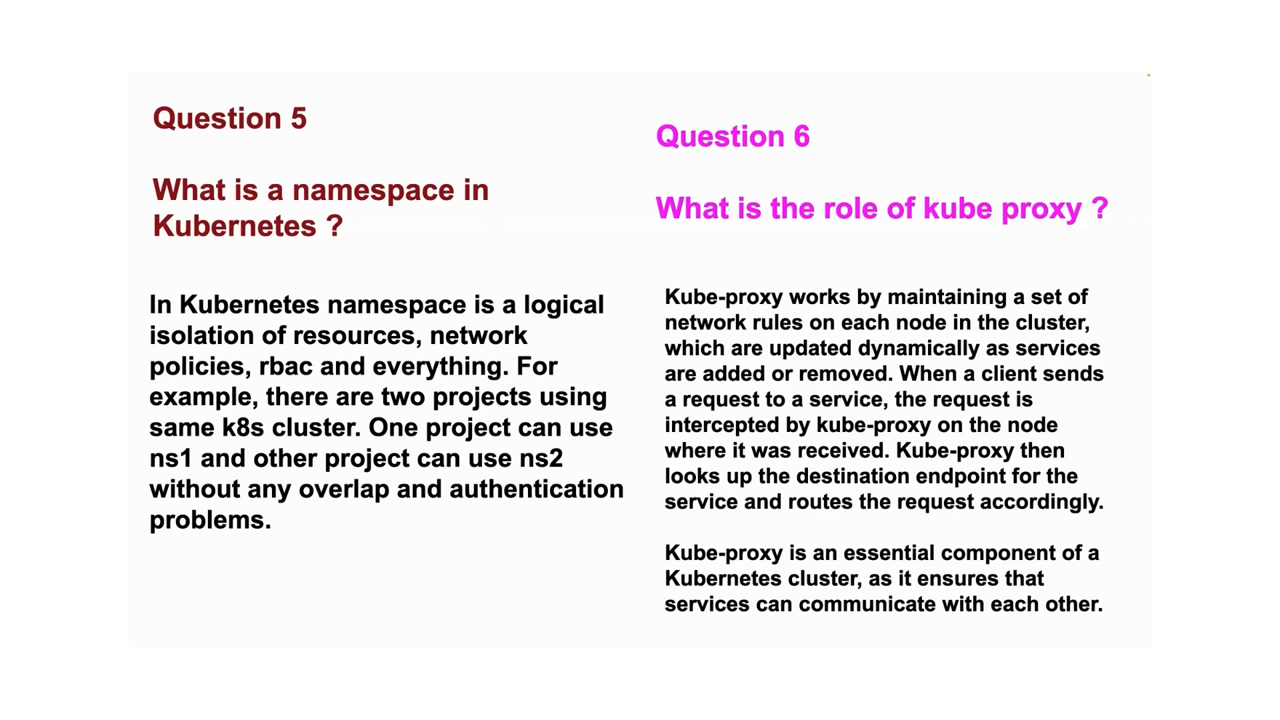 Question 5
What is a namespace in
Kubernetes ?
In Kubernetes namespace is a logical
isolation of resources, network
policies, rbac and everything. For
example, there are two projects using
same k8s cluster. One project can use
ns1 and other project can use ns2
without any overlap and authentication
problems.
Question 6
What is the role of kube proxy ?
Kube-proxy works by maintaining a set of
network rules on each node in the cluster,
which are updated dynamically as services
are added or removed. When a client sends
a request to a service, the request is
intercepted by kube-proxy on the node
where it was received. Kube-proxy then
looks up the destination endpoint for the
service and routes the request accordingly.
Kube-proxy is an essential component of a
Kubernetes cluster, as it ensures that
services can communicate with each other.